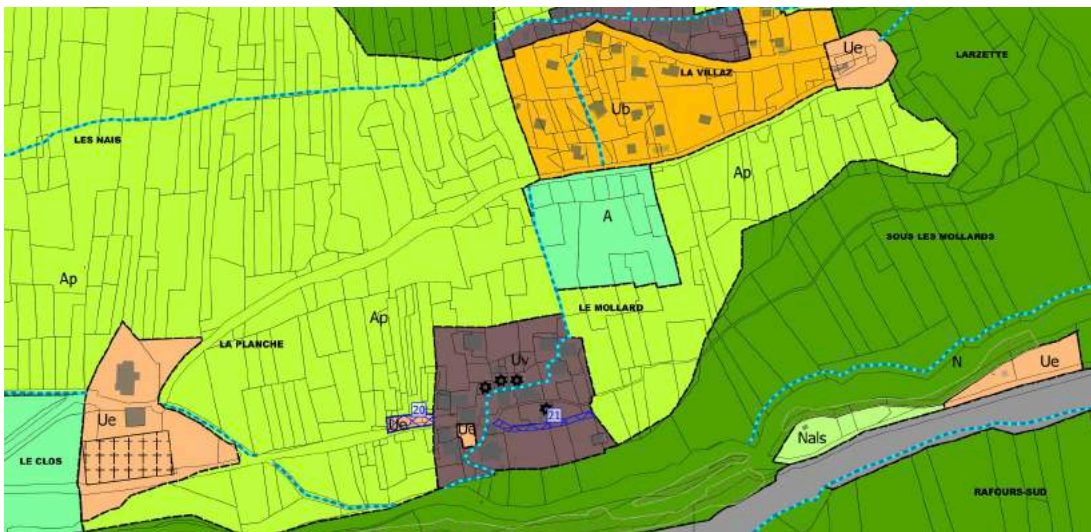 LARZETTE
Ue
LA VILLAZ
Ub
LES NAIS
Ap
A
SOUS LES MOLLARDS
Ap
LE MOLLARD
Ap
LA PLANCHE
Uv
N
Ue
20
21
Ue
Ue
Ue
Nals
LE CLOS
RAFOURS-SUD